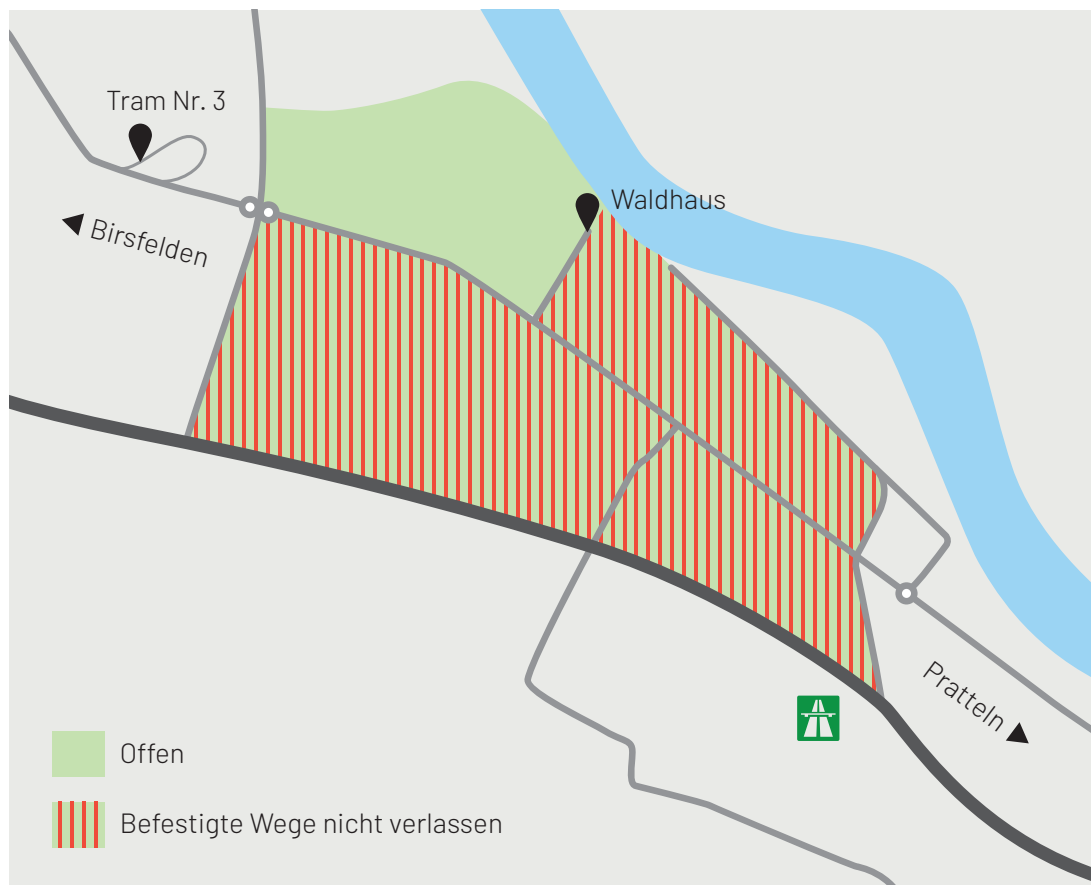 Tram Nr. 3
Waldhaus
Birsfelden
Pratteln
Offen
Befestigte Wege nicht verlassen